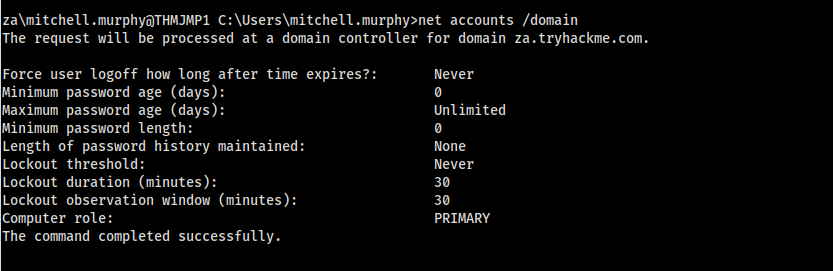 za\mitchell.murphy@THMJMP1 C:\Users\mitchell.murphy>net accounts /domain
The request will be processed at a domain controller for domain za.tryhackme.com.
Force user logoff how long after time expires?: Never
Minimum password age (days): 0
Maximum password age (days): Unlimited
Minimum password length: 0
Length of password history maintained: None
Lockout threshold: Never
Lockout duration (minutes): 30
Lockout observation window (minutes): 30
Computer role: PRIMARY
The command completed successfully.